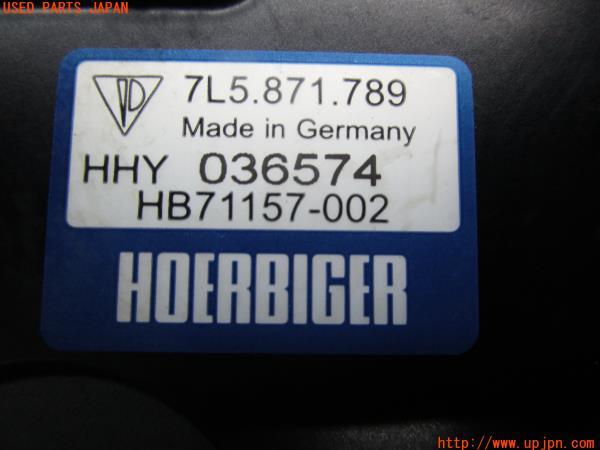 USED PARTS JAPAN
7L5.871.789
Made in Germany
HHY 036574
HB71157-002
HOERBIGER
http://www.upjpn.com/